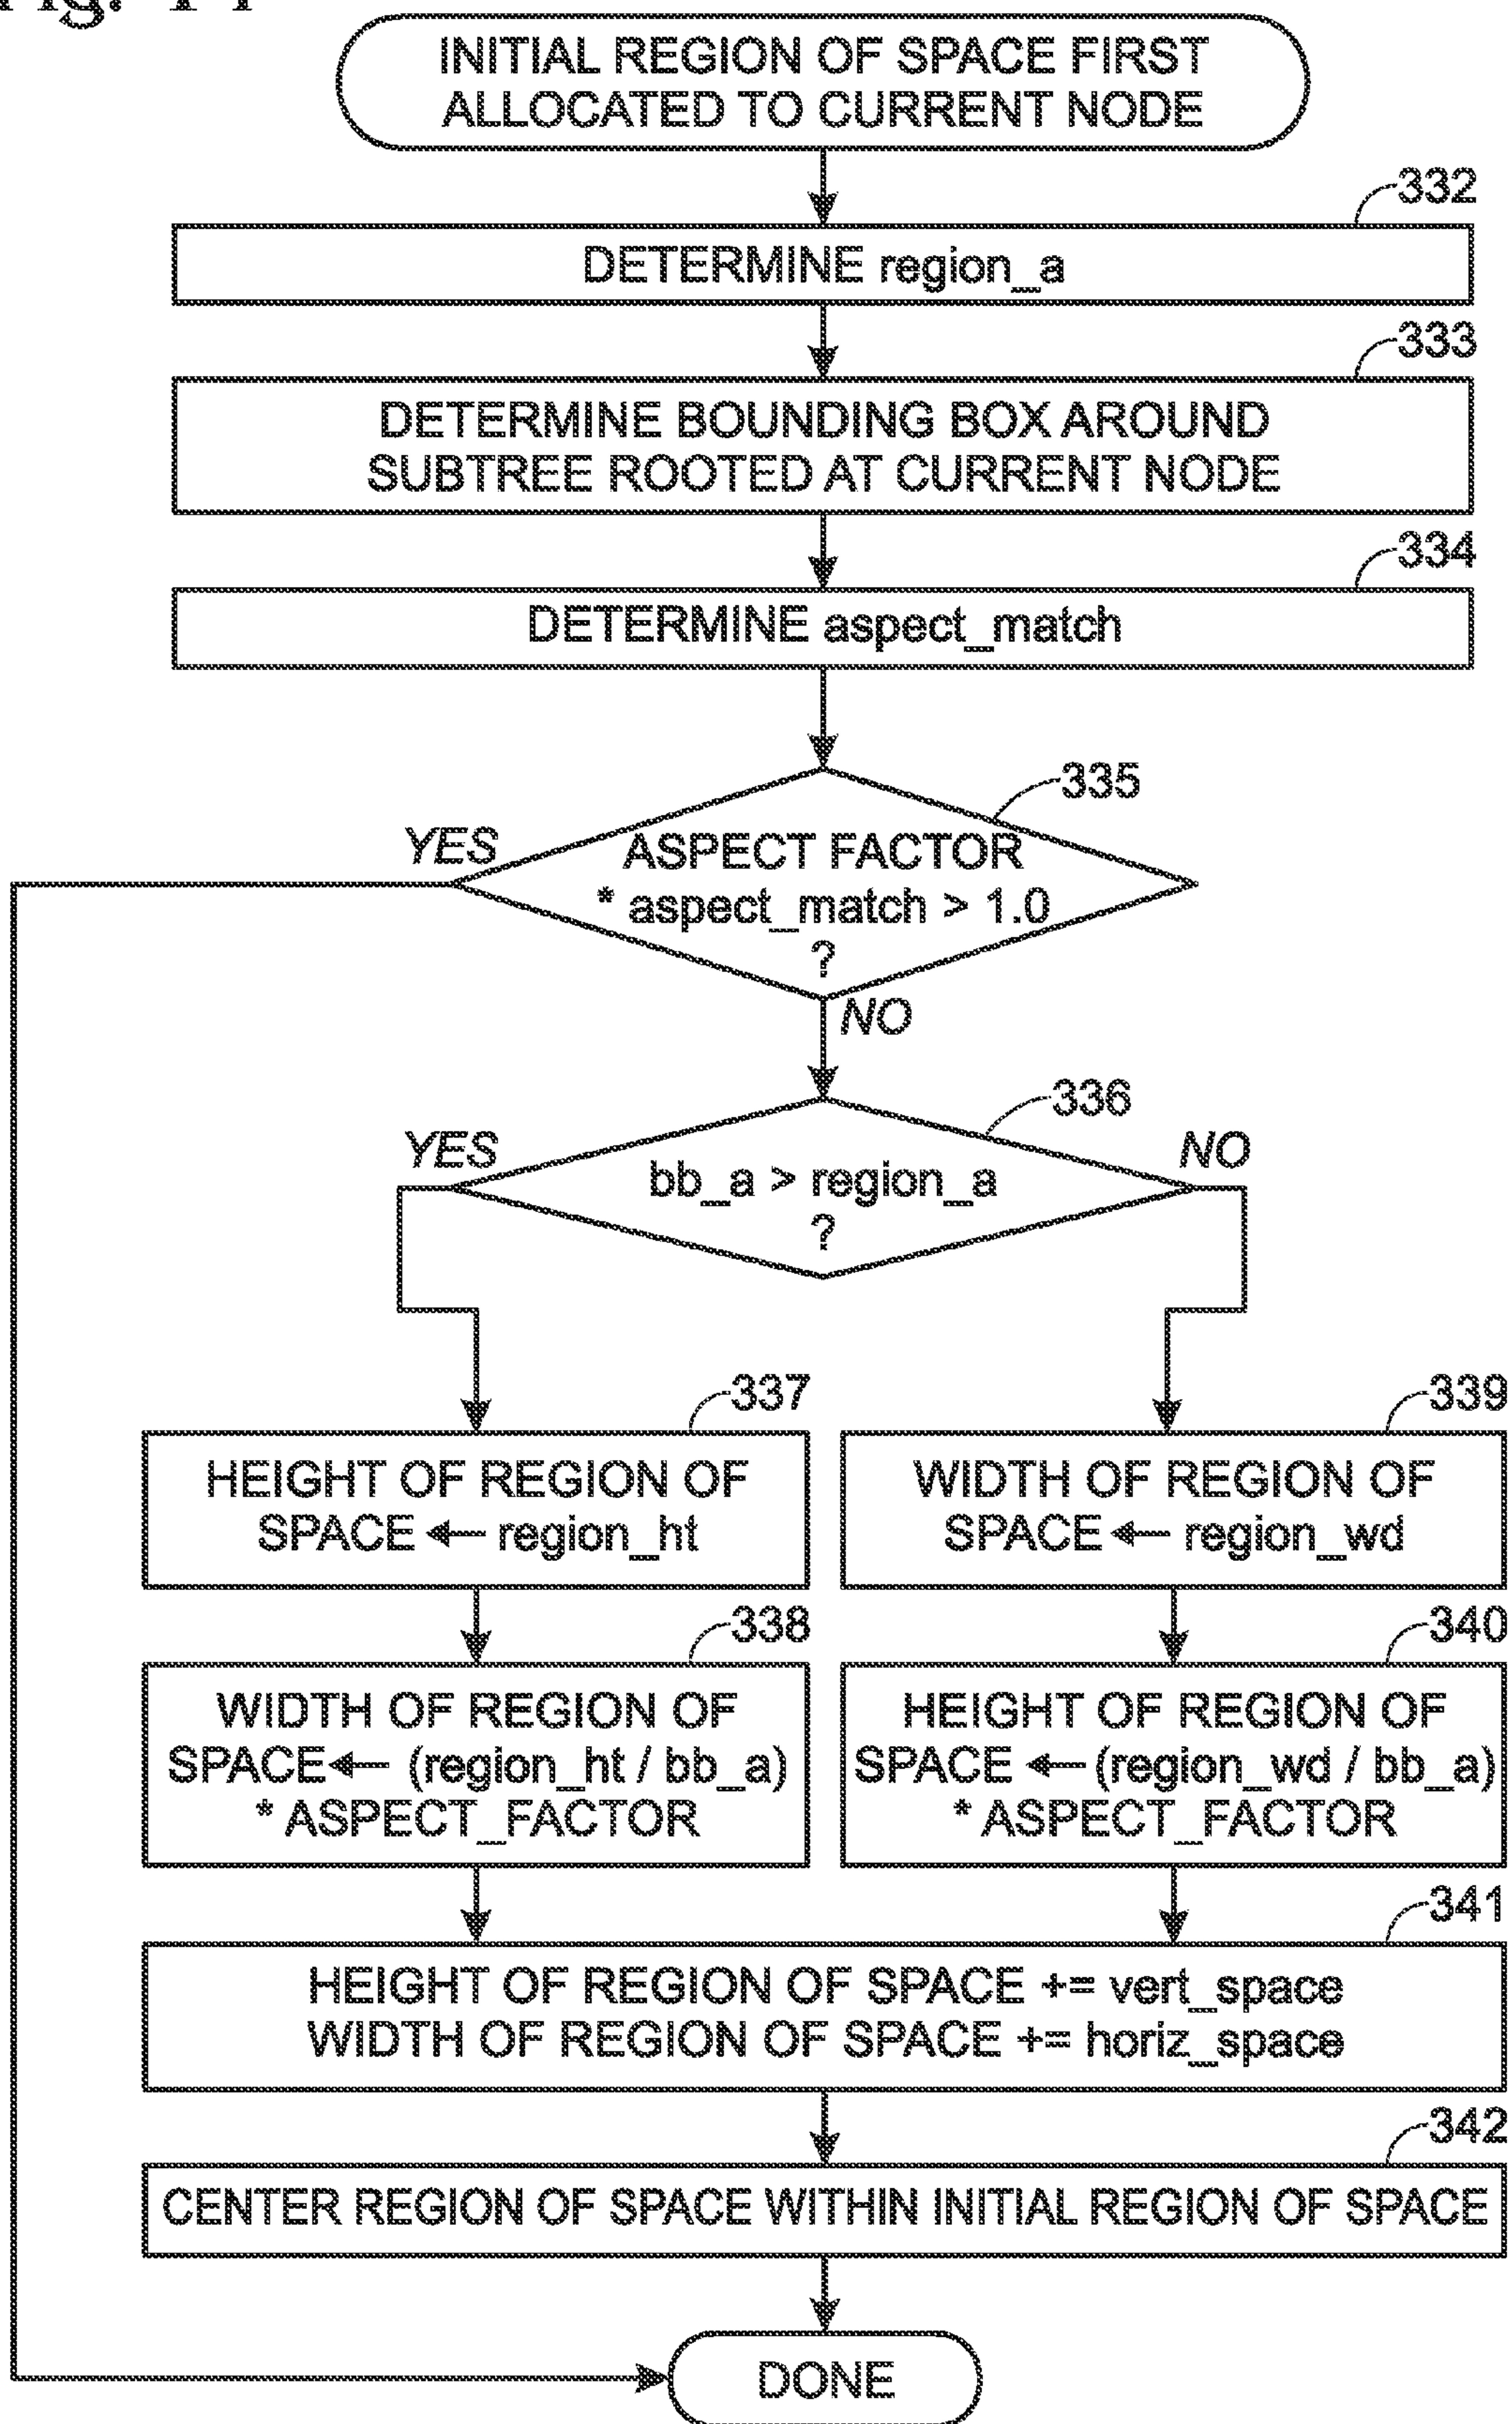 INITIAL REGION OF SPACE FIRST
ALLOCATED TO CURRENT NODE
332
DETERMINE region_a
333
DETERMINE BOUNDING BOX AROUND
SUBTREE ROOTED AT CURRENT NODE
334
DETERMINE aspect_match
335
YES
ASPECT FACTOR
* aspect_match > 1.0
?
NO
336
YES
NO
bb_a > region_a
?
337
HEIGHT OF REGION OF
SPACE ← region_ht
339
WIDTH OF REGION OF
SPACE ← region_wd
338
WIDTH OF REGION OF
SPACE← (region_ht / bb_a)
* ASPECT_FACTOR
340
HEIGHT OF REGION OF
SPACE ← (region_wd / bb_a)
* ASPECT_FACTOR
341
HEIGHT OF REGION OF SPACE += vert_space
WIDTH OF REGION OF SPACE += horiz_space
342
CENTER REGION OF SPACE WITHIN INITIAL REGION OF SPACE
DONE